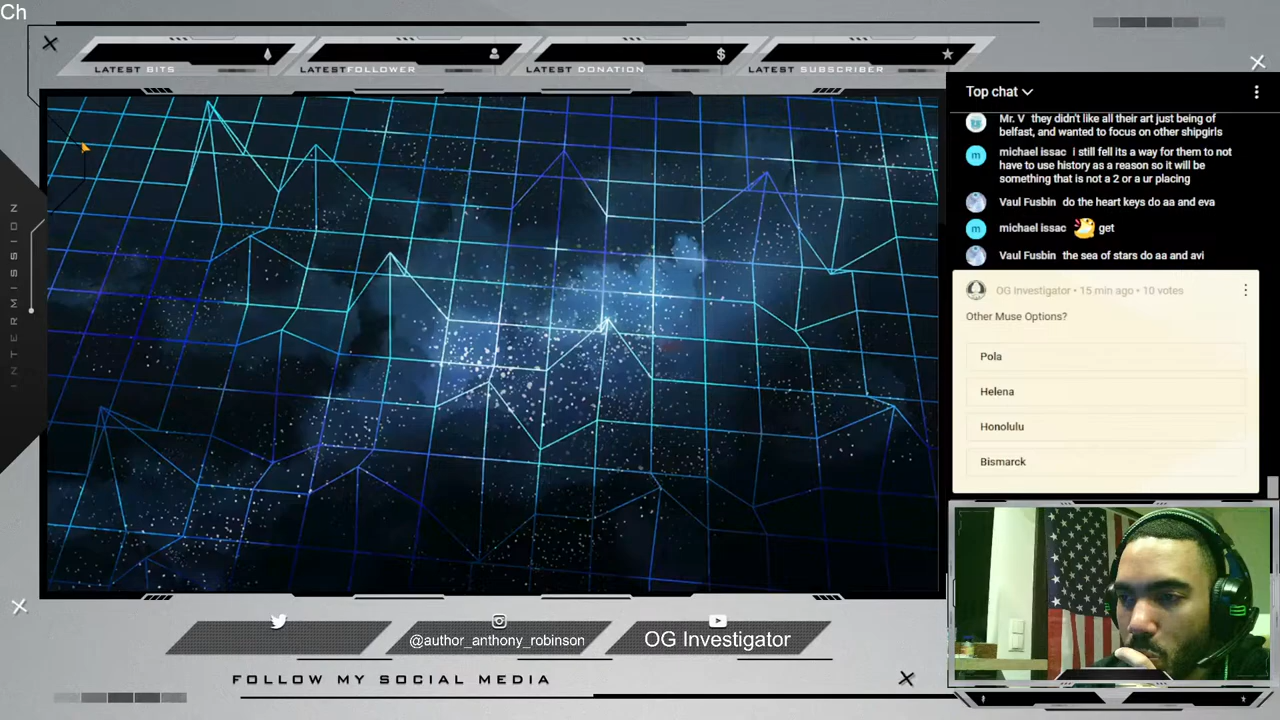 Ch
LATEST BITS
LATEST FOLLOWER
$
LATEST DONATION
LATEST SUBSCRIBER
INTERMISSION
Top chat
Mr. V they didn't like all their art just being of
belfast, and wanted to focus on other shipgirls
m michael issac i still fell its a way for them to not
have to use history as a reason so it will be
something that is not a 2 or a ur placing
Vaul Fusbin do the heart keys do aa and eva
m michael issac get
Vaul Fusbin the sea of stars do aa and avi
OG Investigator • 15 min ago • 10 votes
Other Muse Options?
Pola
Helena
Honolulu
Bismarck
@author_anthony_robinson
OG Investigator
FOLLOW MY SOCIAL MEDIA